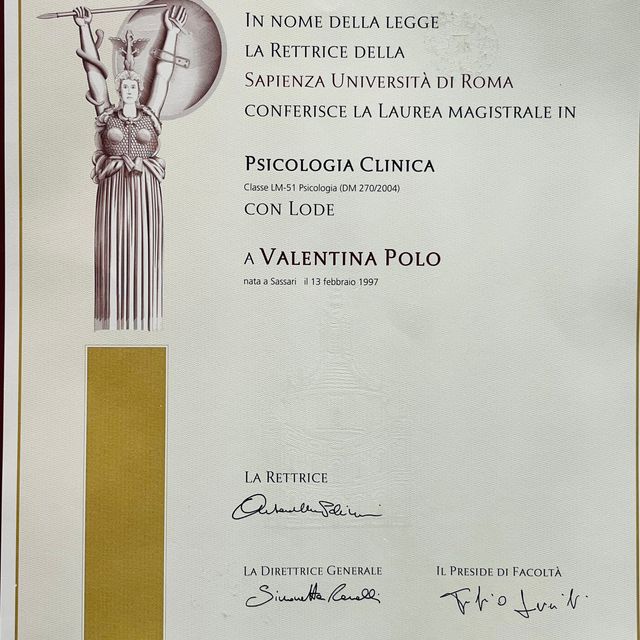 In nome della legge
la Rettrice della
Sapienza Università di Roma
conferisce la Laurea magistrale in
Psicologia Clinica
Classe LM-51 Psicologia (DM 270/2004)
con Lode
a Valentina Polo
nata a Sassari il 13 febbraio 1997
La Rettrice
La Direttrice Generale Il Preside di Facoltà
Simonetta Ranalli